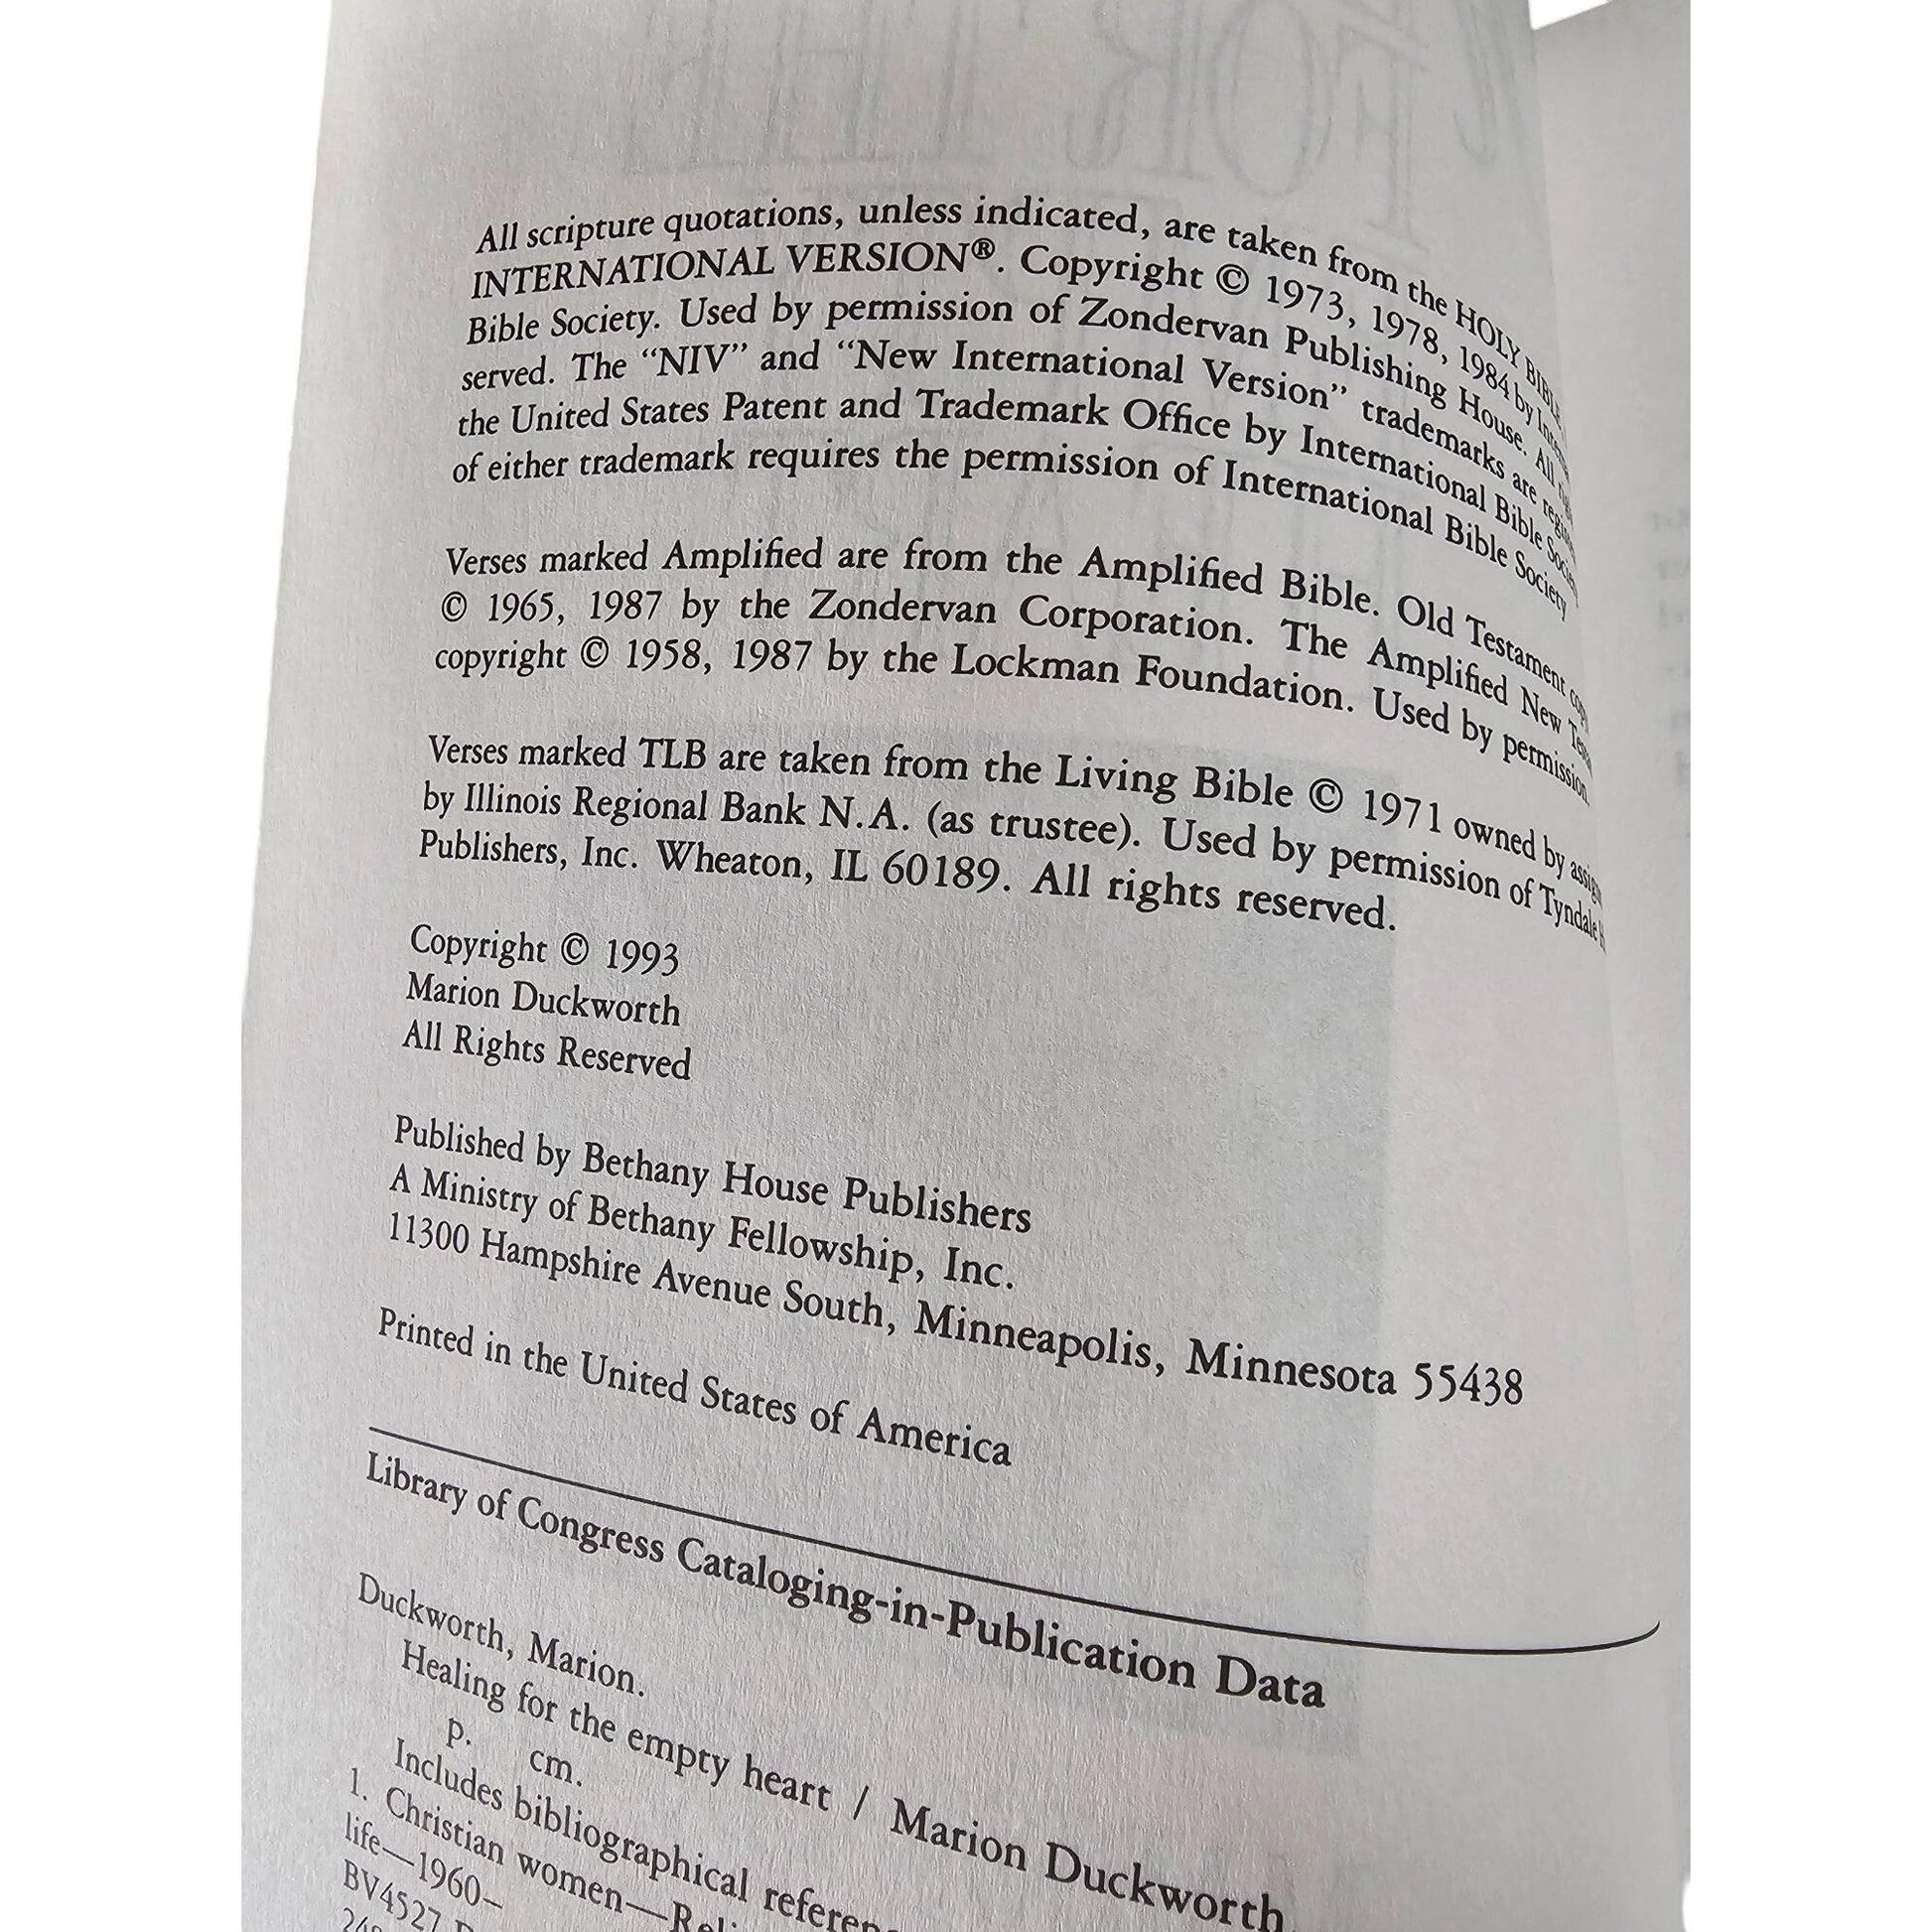 All scripture quotations, unless indicated, are taken from the HOLY BIBLE,
INTERNATIONAL VERSION®. Copyright © 1973, 1978, 1984 by
Bible Society. Used by permission of Zondervan Publishing House. All
served. The “NIV” and “New International Version” trademarks are
the United States Patent and Trademark Office by International Bible Society
of either trademark requires the permission of International Bible Society
Verses marked Amplified are from the Amplified Bible. Old Testament
© 1965, 1987 by the Zondervan Corporation. The Amplified New
copyright © 1958, 1987 by the Lockman Foundation. Used by permission.
Verses marked TLB are taken from the Living Bible © 1971 owned by
by Illinois Regional Bank N.A. (as trustee). Used by permission of Tyndale
Publishers, Inc. Wheaton, IL 60189. All rights reserved.
Copyright © 1993
Marion Duckworth
All Rights Reserved
Published by Bethany House Publishers
A Ministry of Bethany Fellowship, Inc.
11300 Hampshire Avenue South, Minneapolis, Minnesota 55438
Printed in the United States of America
Library of Congress Cataloging-in-Publication Data
Duckworth, Marion.
Healing for the empty heart / Marion Duckworth.
p. cm.
Includes bibliographical
1. Christian women—
life—1960–
BV4527